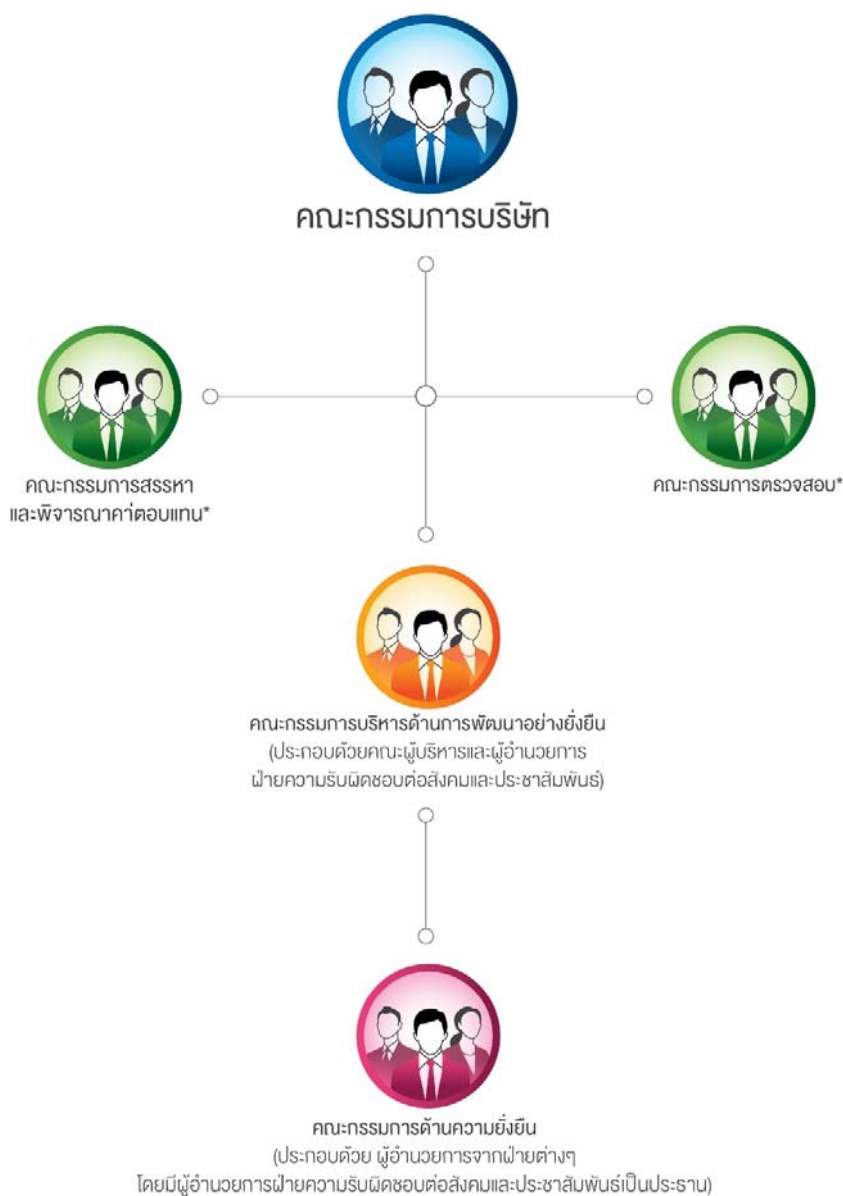 คณะกรรมการบริษัท
คณะกรรมการสรรหา
และพิจารณาค่าตอบแทน*
คณะกรรมการตรวจสอบ*
คณะกรรมการบริหารด้านการพัฒนาอย่างยั่งยืน
(ประกอบด้วยคณะผู้บริหารและผู้อำนวยการ
ฝ่ายความรับผิดชอบต่อสังคมและประชาสัมพันธ์)
คณะกรรมการด้านความยั่งยืน
(ประกอบด้วย ผู้อำนวยการจากฝ่ายต่างๆ
โดยมีผู้อำนวยการฝ่ายความรับผิดชอบต่อสังคมและประชาสัมพันธ์เป็นประธาน)